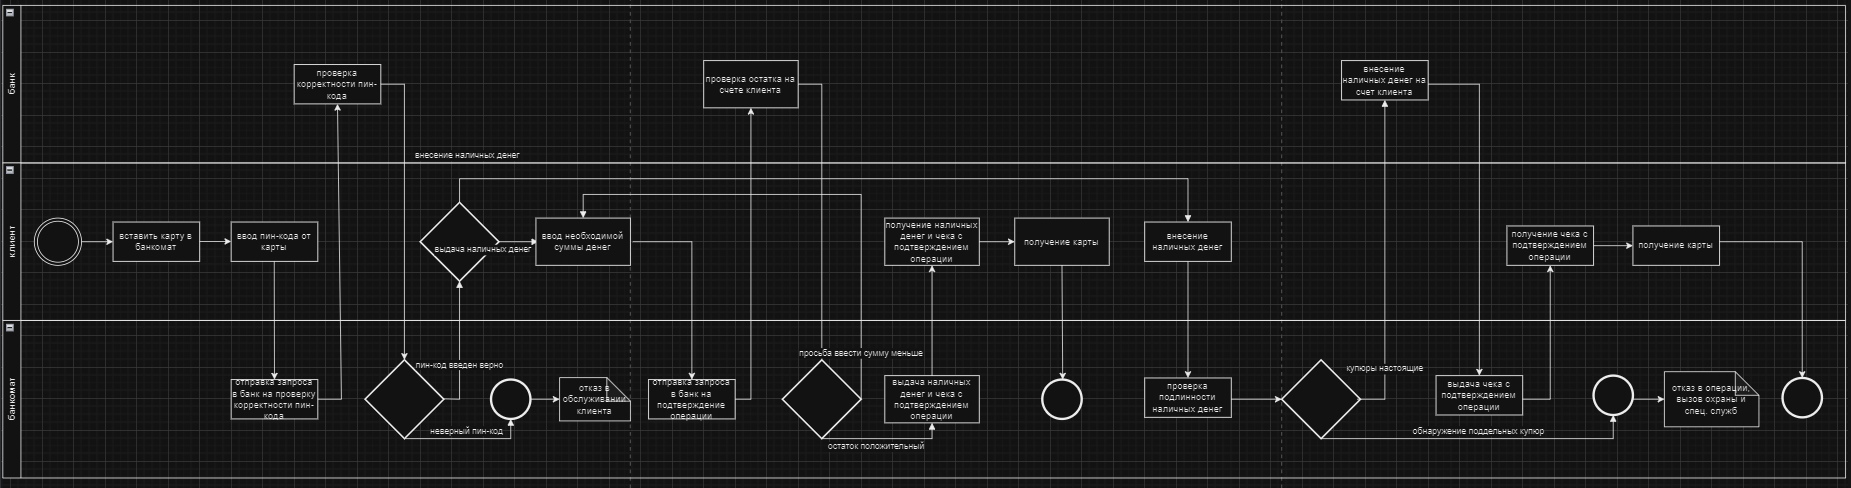 банк
проверка
корректности пин-
кода
проверка остатка на
счете клиента
внесение
наличных денег на
счет клиента
внесение наличных денег
клиент
вставить карту в
банкомат
ввод пин-кода от
карты
выдача наличных денег
ввод необходимой
суммы денег
получение наличных
денег и чека с
подтверждением
операции
получение карты
внесение
наличных денег
получение чека с
подтверждением
операции
получение карты
банкомат
отправка запроса
в банк на проверку
корректности пин-
кода
пин-код введен верно
неверный пин-код
отказ в
обслуживании
клиента
отправка запроса
в банк на
подтверждение
операции
просьба ввести сумму меньше
остаток положительный
выдача наличных
денег и чека с
подтверждением
операции
проверка
подлинности
наличных денег
купюры настоящие
обнаружение поддельных купюр
выдача чека с
подтверждением
операции
отказ в операции,
вызов охраны и
спец. служб